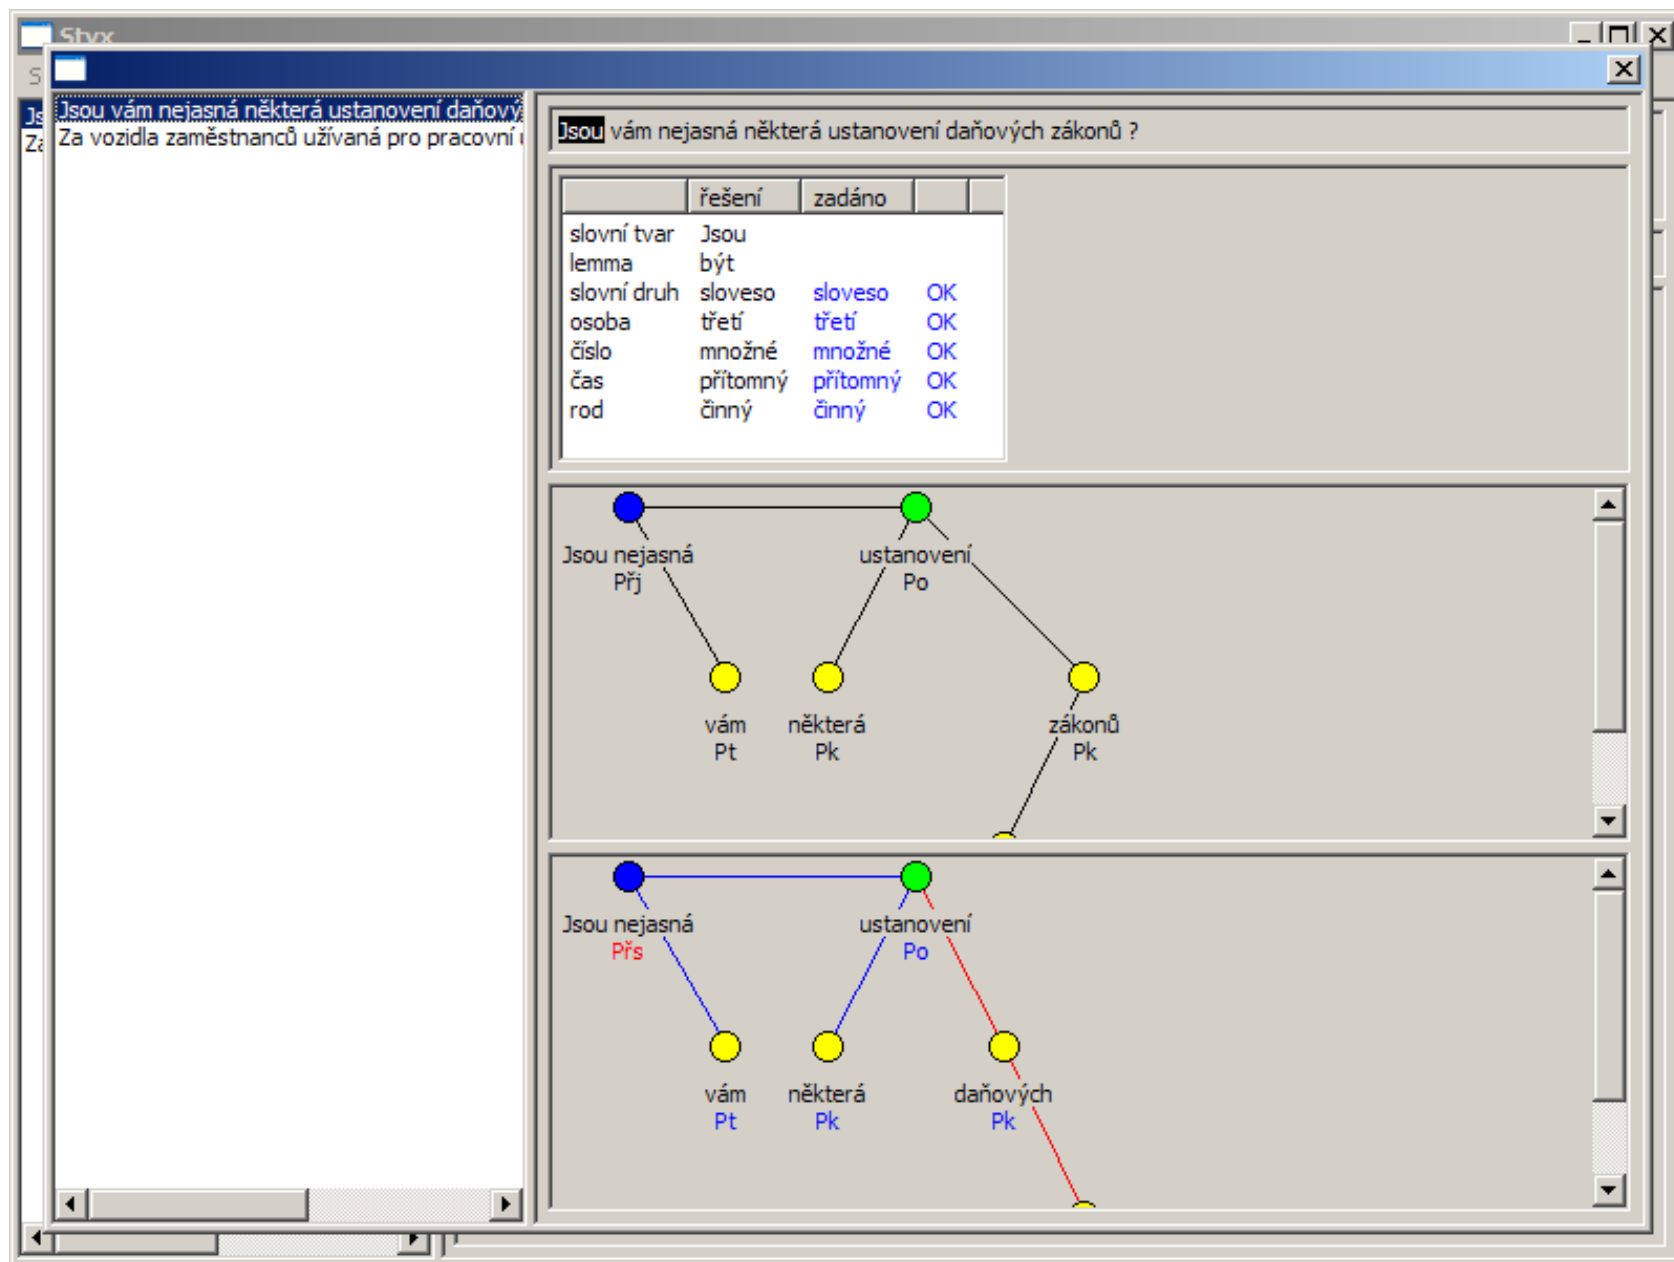 Styx
S
Js
Za
Jsou vám nejasná některá ustanovení daňový
Za vozidla zaměstnanců užívaná pro pracovní
Jsou vám nejasná některá ustanovení daňových zákonů ?
řešení zadáno
slovní tvar Jsou
lemma být
slovní druh sloveso sloveso OK
osoba třetí třetí OK
číslo množné množné OK
čas přítomný přítomný OK
rod činný činný OK
Jsou nejasná ustanovení
Přj Po
vám některá zákonů
Pt Pk Pk
Jsou nejasná ustanovení
Přs Po
vám některá daňových
Pt Pk Pk